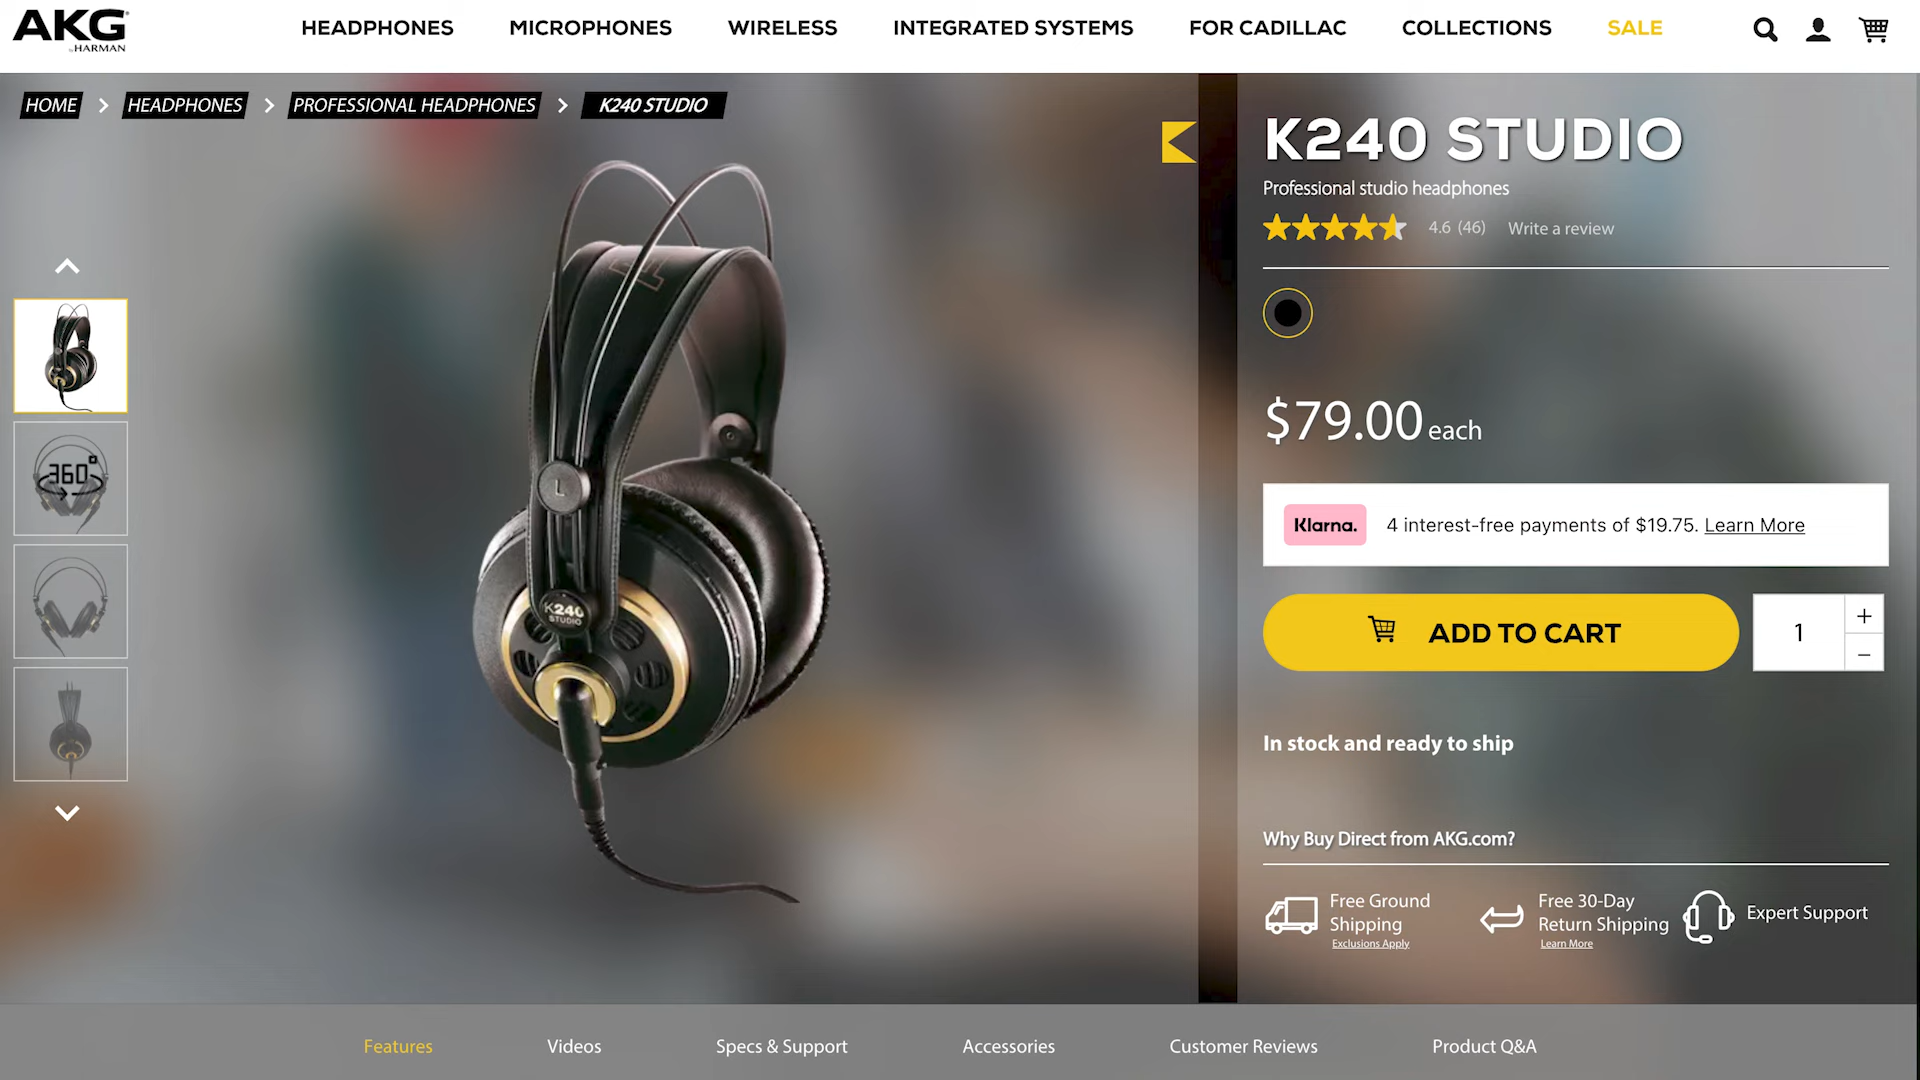 AKG
by HARMAN
HEADPHONES
MICROPHONES
WIRELESS
INTEGRATED SYSTEMS
FOR CADILLAC
COLLECTIONS
SALE
HOME
HEADPHONES
PROFESSIONAL HEADPHONES
K240 STUDIO
360°
L
K240
STUDIO
K240 STUDIO
Professional studio headphones
4.6 (46)
Write a review
$79.00 each
Klarna. 4 interest-free payments of $19.75. Learn More
ADD TO CART
1
+
−
In stock and ready to ship
Why Buy Direct from AKG.com?
Free Ground
Shipping
Exclusions Apply
Free 30-Day
Return Shipping
Learn More
Expert Support
Features
Videos
Specs & Support
Accessories
Customer Reviews
Product Q&A